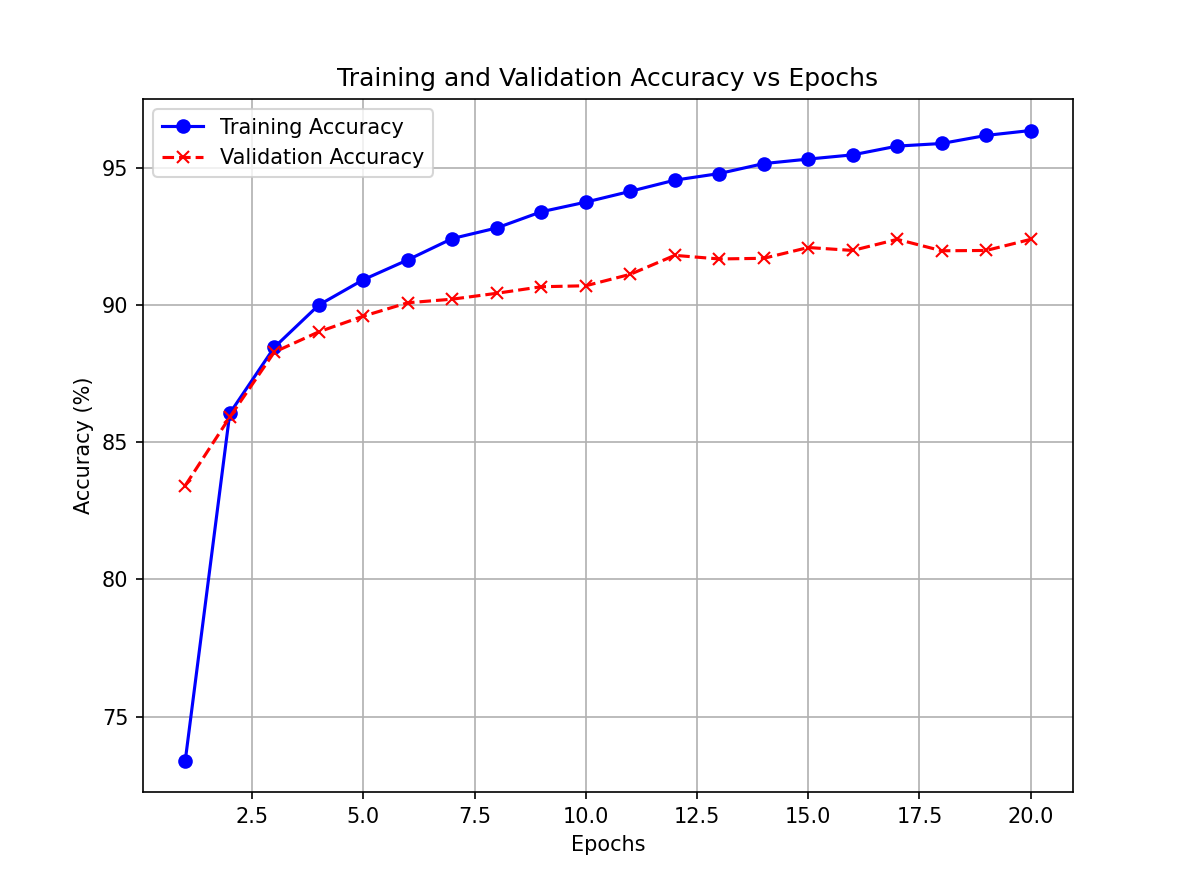 Training and Validation Accuracy vs Epochs
Training Accuracy
Validation Accuracy
Accuracy (%)
95
90
85
80
75
2.5 5.0 7.5 10.0 12.5 15.0 17.5 20.0
Epochs